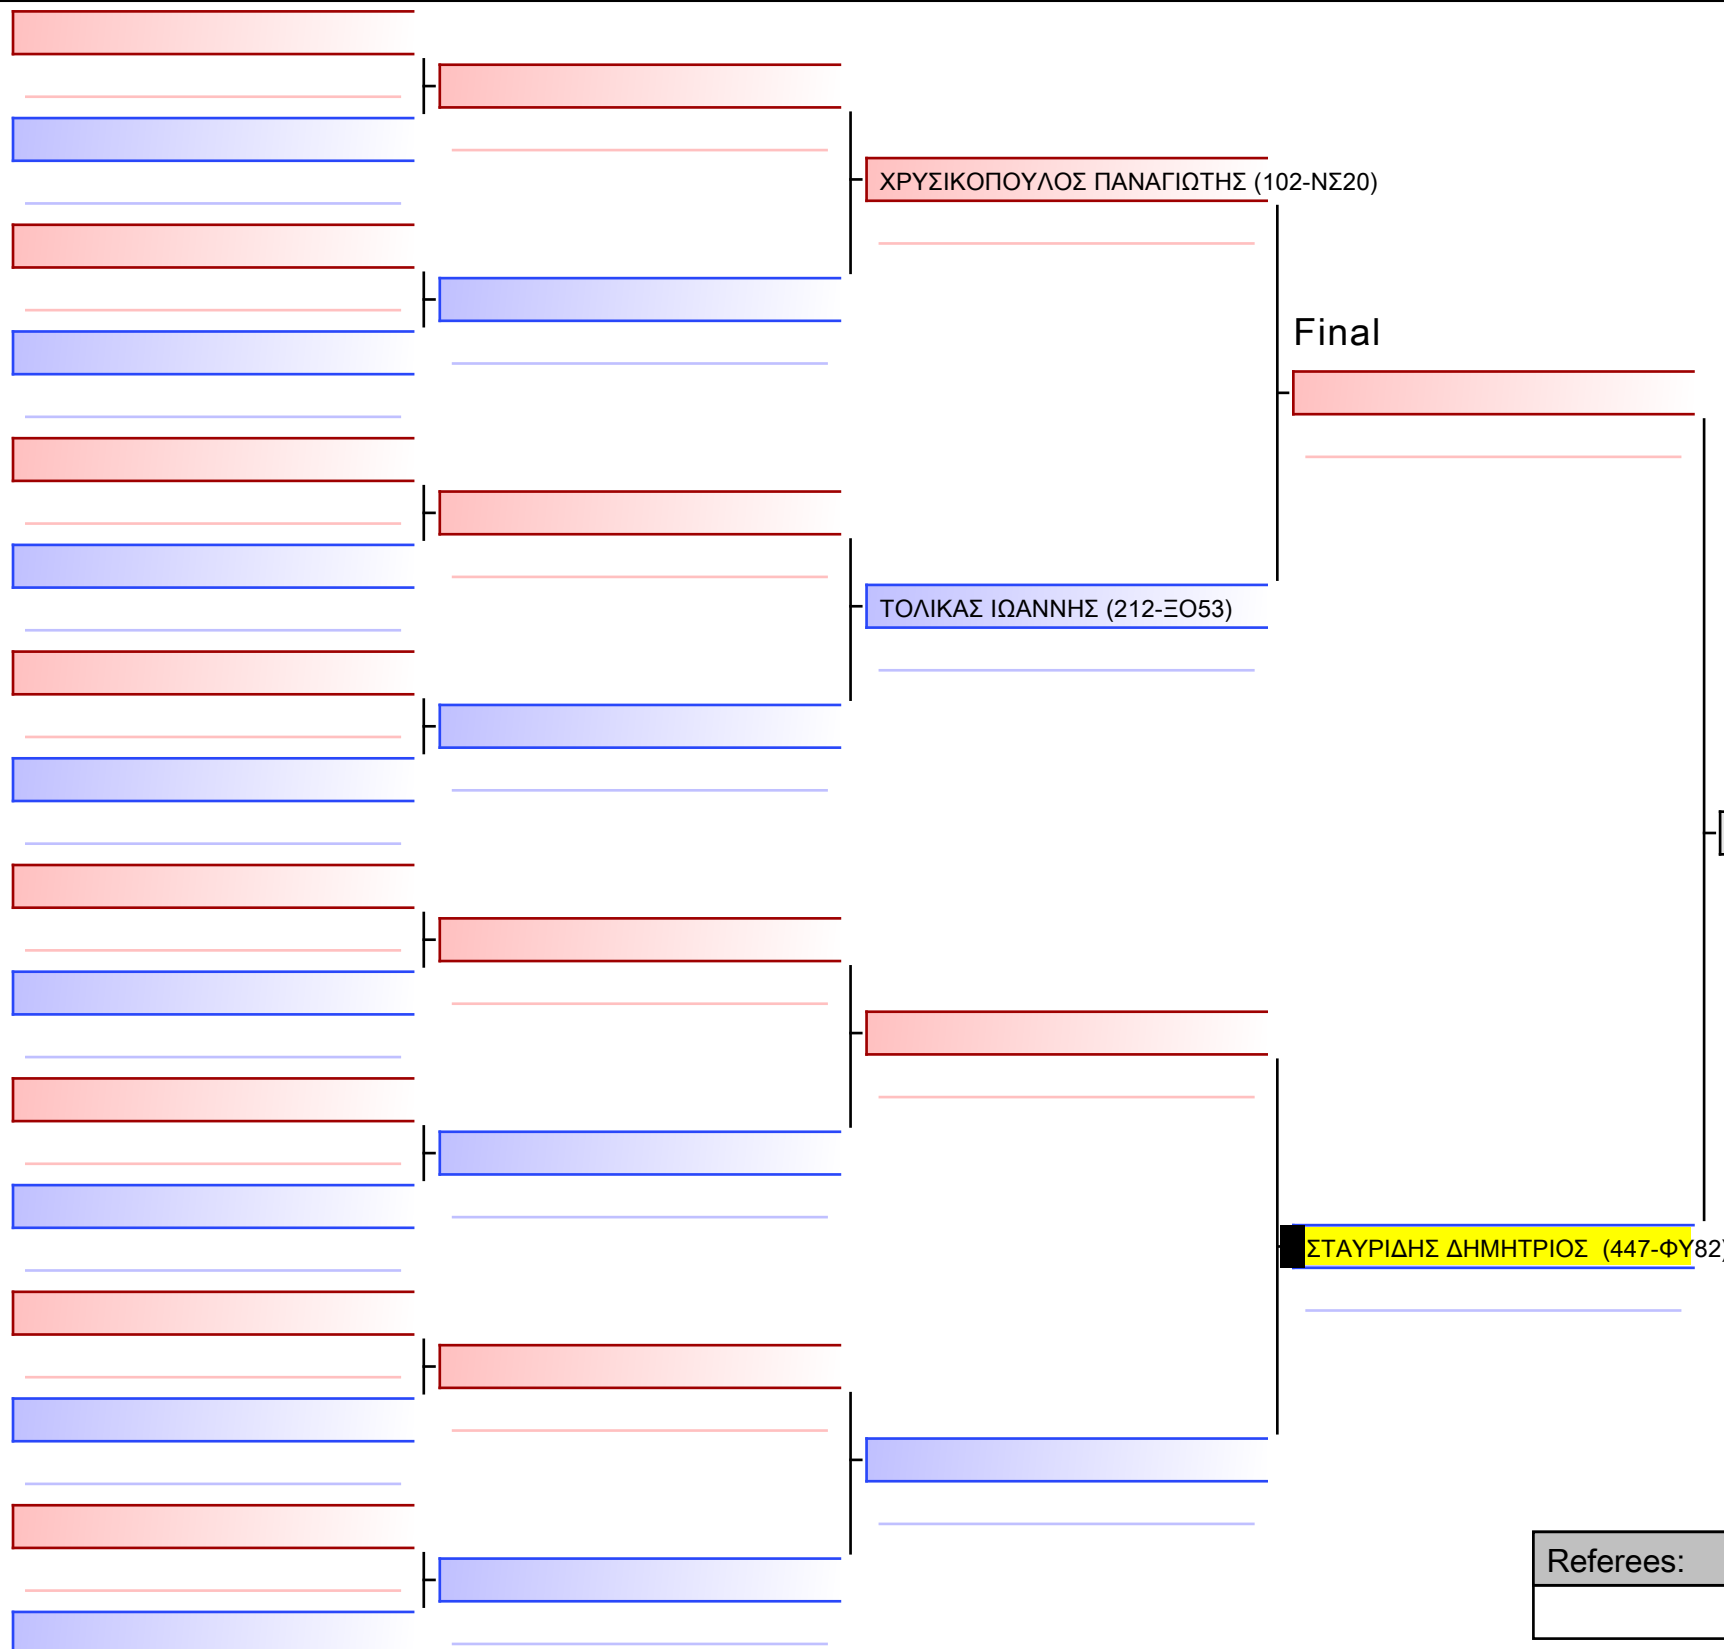 ΧΡΥΣΙΚΟΠΟΥΛΟΣ ΠΑΝΑΓΙΩΤΗΣ (102-ΝΣ20)
Final
ΤΟΛΙΚΑΣ ΙΩΑΝΝΗΣ (212-ΞΟ53)
ΣΤΑΥΡΙΔΗΣ ΔΗΜΗΤΡΙΟΣ (447-ΦΥ82)
Referees: